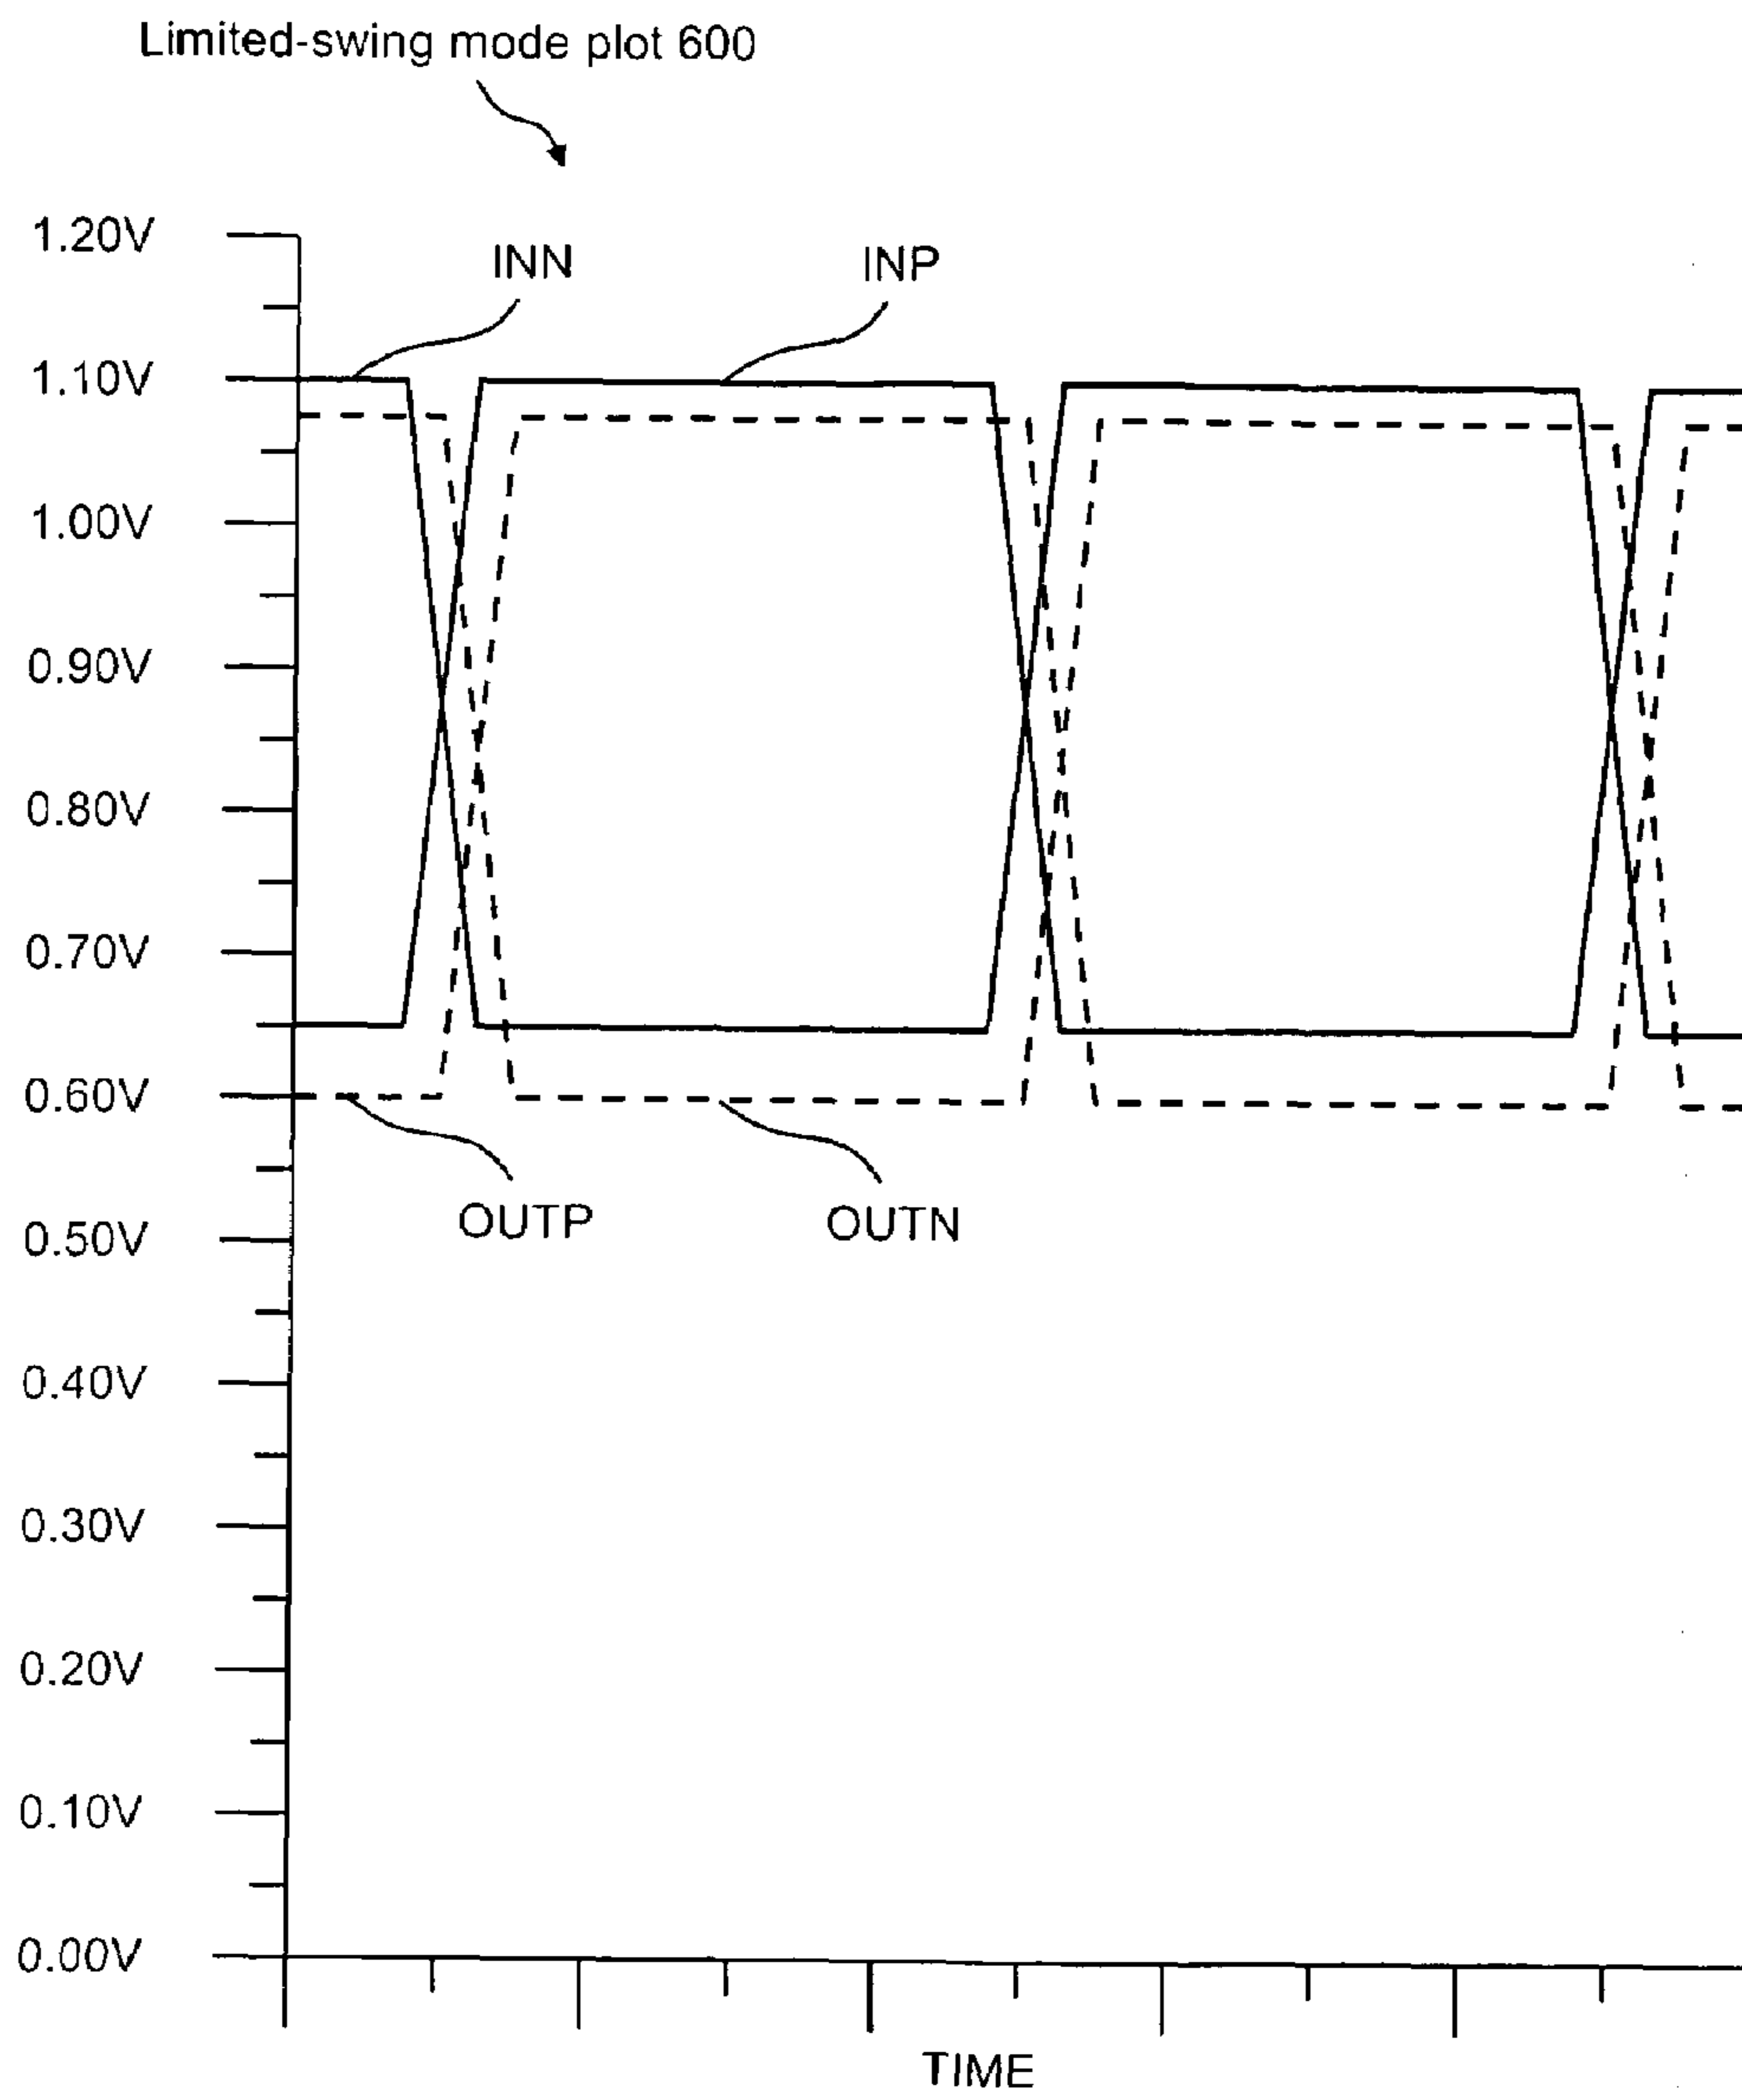 Limited-swing mode plot 600
1.20V
INN
INP
1.10V
1.00V
0.90V
0.80V
0.70V
0.60V
OUTP
OUTN
0.50V
0.40V
0.30V
0.20V
0.10V
0.00V
TIME